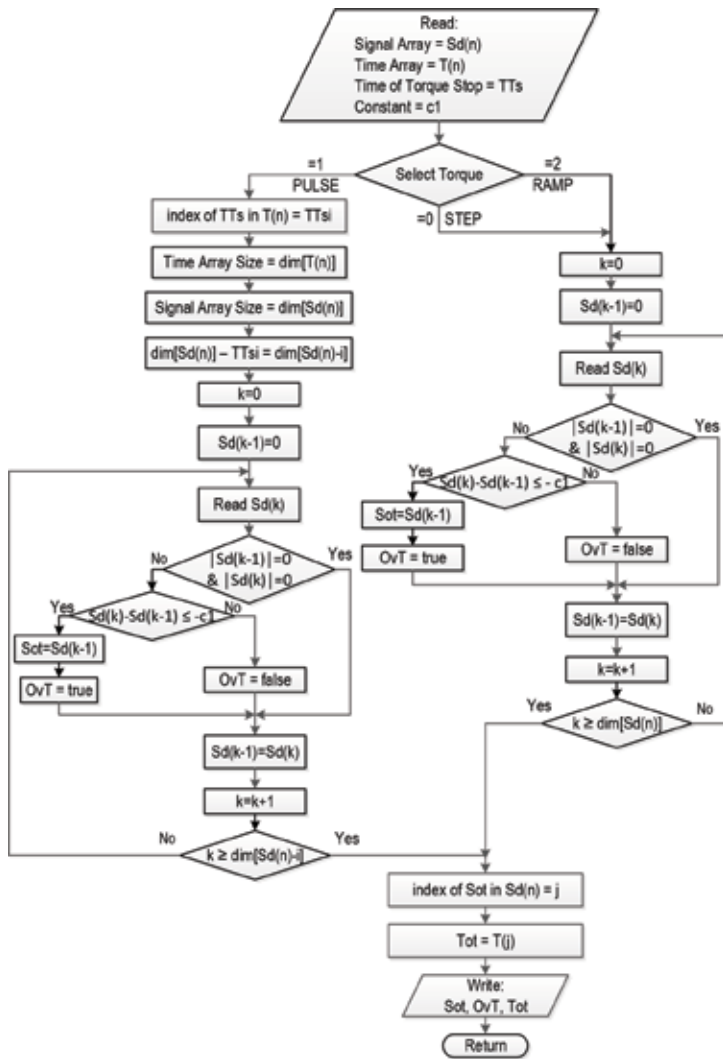 Read:
Signal Array = Sd(n)
Time Array = T(n)
Time of Torque Stop = TTs
Constant = c1
Select Torque
=1
PULSE
=2
RAMP
=0 STEP
index of TTs in T(n) = TTsi
Time Array Size = dim[T(n)]
Signal Array Size = dim[Sd(n)]
dim[Sd(n)] – TTsi = dim[Sd(n)-i]
k=0
Sd(k-1)=0
Read Sd(k)
|Sd(k-1)|=0
& |Sd(k)|=0
No
Yes
Sd(k)-Sd(k-1) ≤ -c1
Yes
No
Sot=Sd(k-1)
OvT = true
OvT = false
Sd(k-1)=Sd(k)
k=k+1
k ≥ dim[Sd(n)-i]
No
Yes
k=0
Sd(k-1)=0
Read Sd(k)
|Sd(k-1)|=0
& |Sd(k)|=0
No
Yes
Sd(k)-Sd(k-1) ≤ - c1
Yes
No
Sot=Sd(k-1)
OvT = true
OvT = false
Sd(k-1)=Sd(k)
k=k+1
k ≥ dim[Sd(n)]
Yes
No
index of Sot in Sd(n) = j
Tot = T(j)
Write:
Sot, OvT, Tot
Return